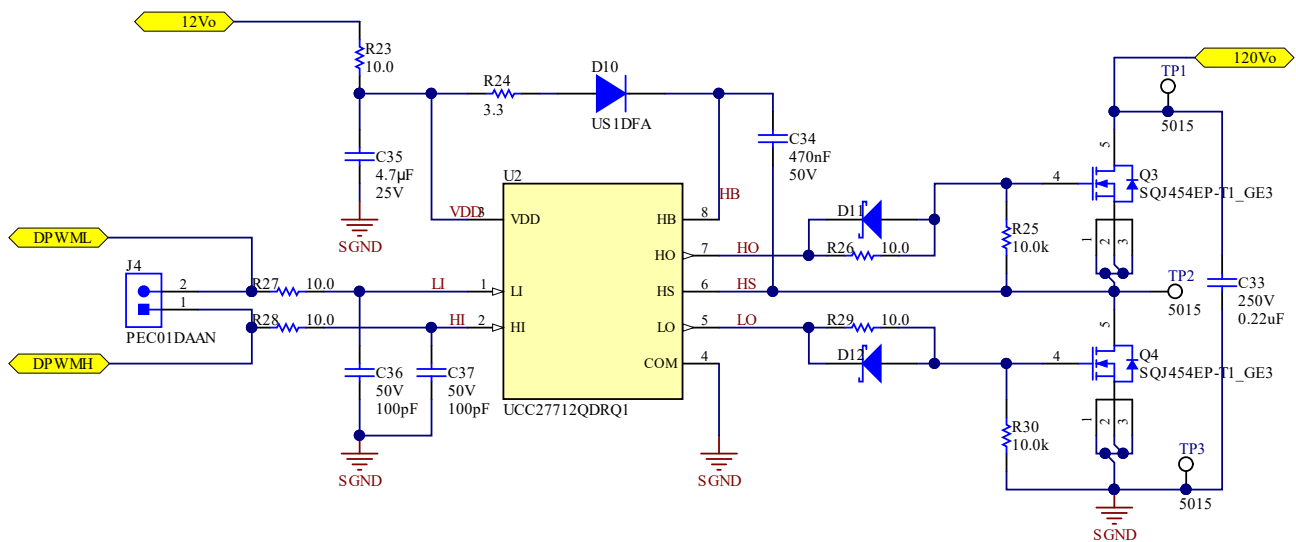 12Vo
R23
10.0
R24
3.3
D10
US1DFA
120Vo
TP1
5015
C34
470nF
50V
C35
4.7µF
25V
SGND
U2
VDD
3
VDD
HB
8
HB
HO
7
HO
HS
6
HS
LO
5
LO
COM
4
LI
1
LI
HI
2
HI
UCC27712QDRQ1
D11
R26
10.0
R25
10.0k
5
4
Q3
SQJ454EP-T1_GE3
1
2
3
TP2
5015
C33
250V
0.22uF
DPWML
J4
2
1
PEC01DAAN
DPWMH
R27
10.0
R28
10.0
C36
50V
100pF
C37
50V
100pF
SGND
SGND
R29
10.0
D12
5
4
Q4
SQJ454EP-T1_GE3
1
2
3
R30
10.0k
TP3
5015
SGND